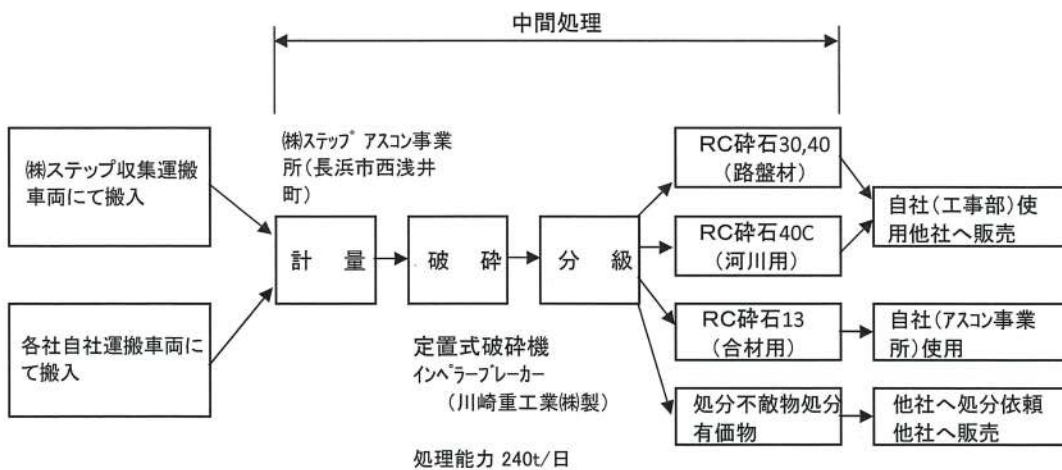 中間処理
㈱ステップ収集運搬
車両にて搬入
各社自社運搬車両に
て搬入
㈱ステップ アスコン事業
所(長浜市西浅井
町)
計 量
破 砕
分 級
定置式破砕機
インペラーブレーカー
(川崎重工業㈱製)
処理能力 240t/日
RC砕石30,40
(路盤材)
RC砕石40C
(河川用)
RC砕石13
(合材用)
処分不敵物処分
有価物
自社(工事部)使
用他社へ販売
自社(アスコン事業
所)使用
他社へ処分依頼
他社へ販売